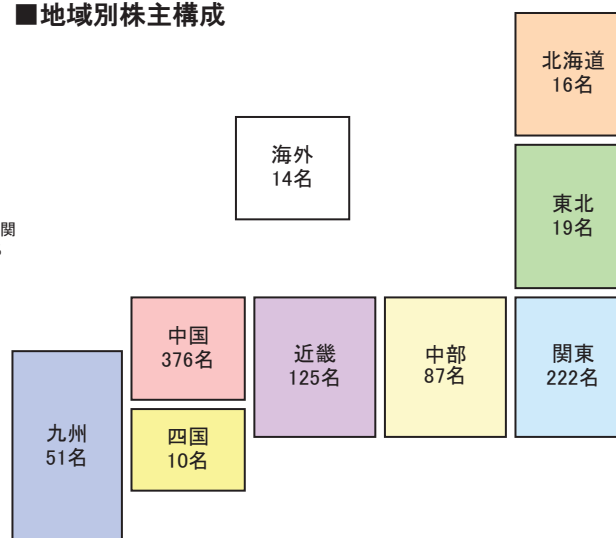 ■地域別株主構成
北海道
16名
海外
14名
東北
19名
関
中国
376名
近畿
125名
中部
87名
関東
222名
九州
51名
四国
10名